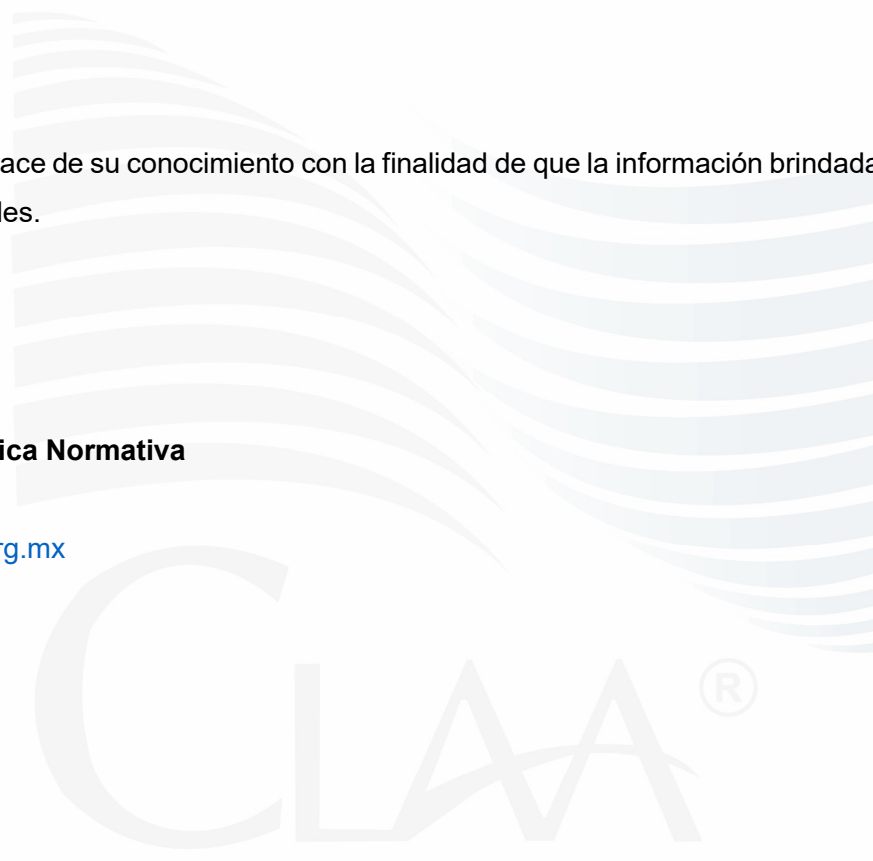 ace de su conocimiento con la finalidad de que la información brindada
les.
ica Normativa
rg.mx
CLAA®